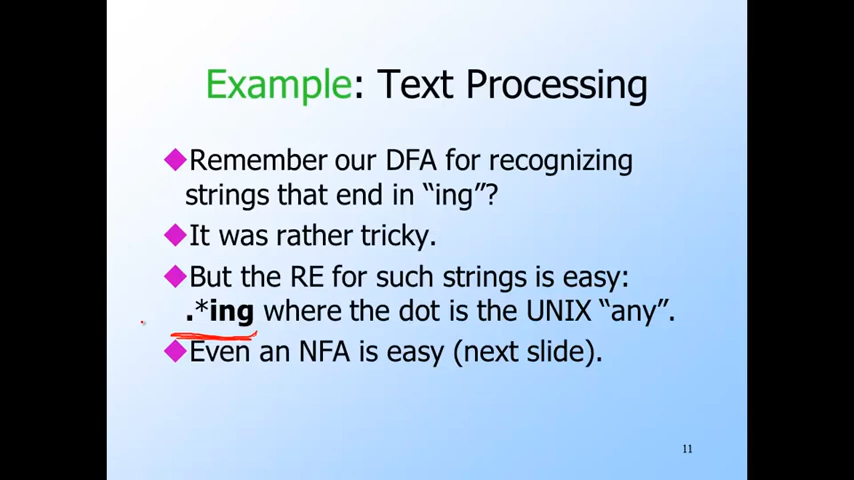 Example: Text Processing
Remember our DFA for recognizing
strings that end in “ing”?
It was rather tricky.
But the RE for such strings is easy:
.*ing where the dot is the UNIX “any”.
Even an NFA is easy (next slide).
11